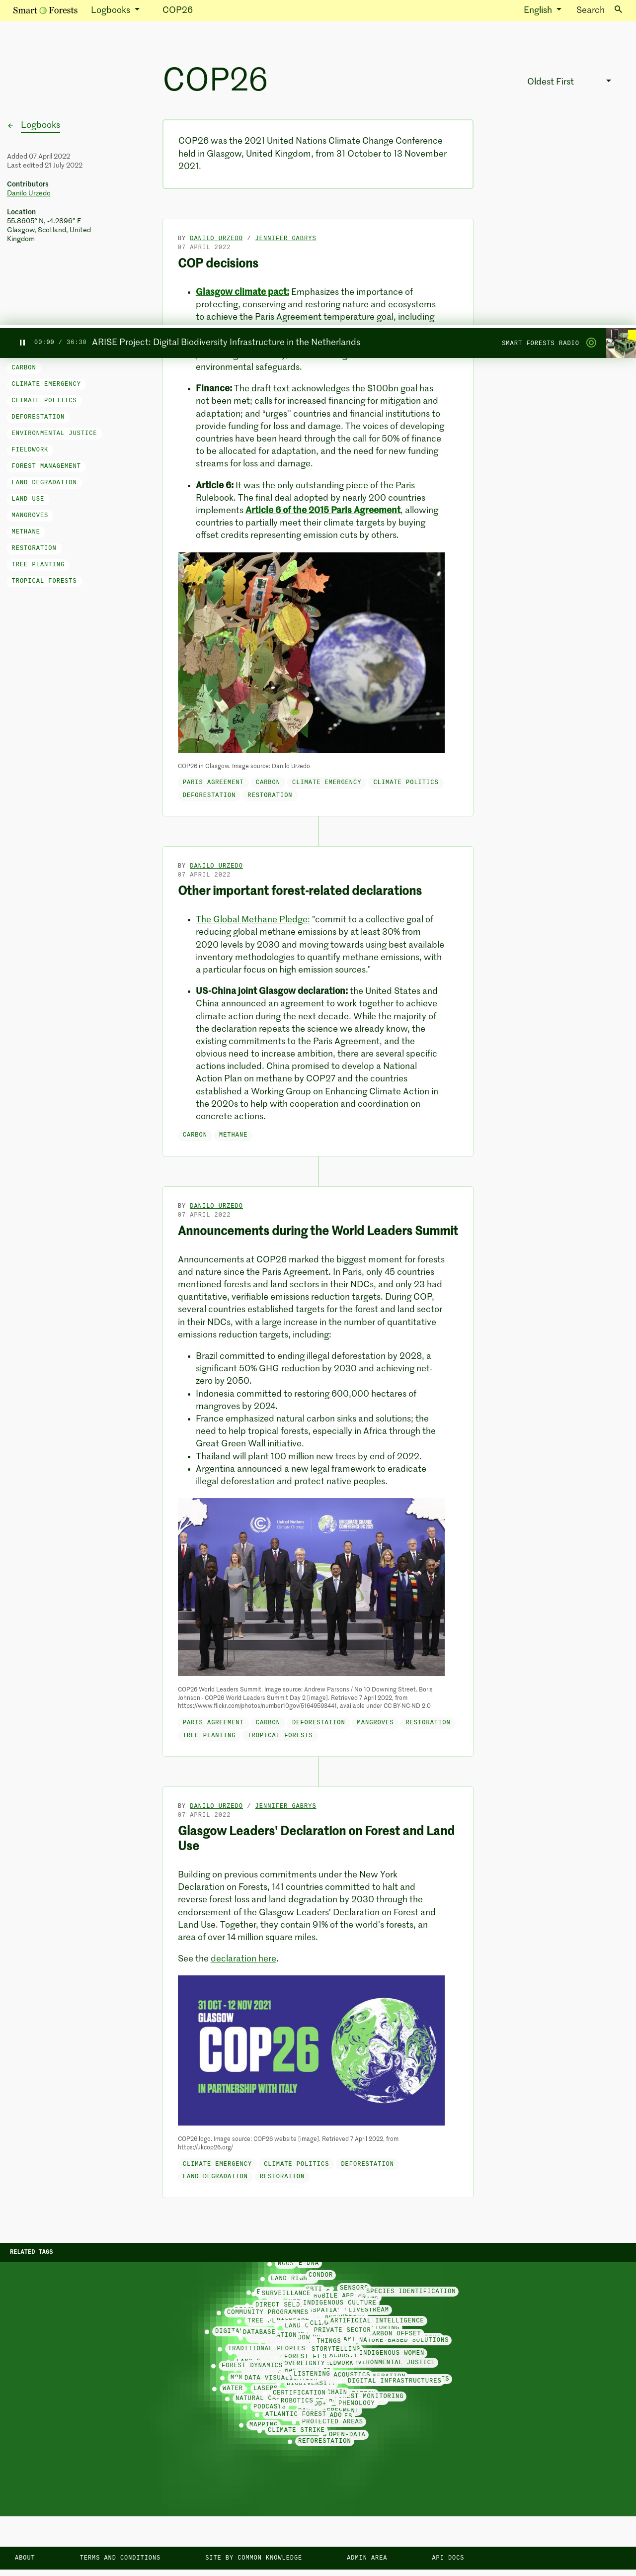 Smart Forests Logbooks COP26 English Search
COP26
Oldest First
Logbooks
Added 07 April 2022
Last edited 21 July 2022
Contributors
Danilo Urzedo
Location
55.8605° N, -4.2896° E
Glasgow, Scotland, United
Kingdom
COP26 was the 2021 United Nations Climate Change Conference
held in Glasgow, United Kingdom, from 31 October to 13 November
2021.
BY DANILO URZEDO / JENNIFER GABRYS
07 APRIL 2022
COP decisions
Glasgow climate pact: Emphasizes the importance of
protecting, conserving and restoring nature and ecosystems
to achieve the Paris Agreement temperature goal, including
00:00 / 36:30 ARISE Project: Digital Biodiversity Infrastructure in the Netherlands SMART FORESTS RADIO
environmental safeguards.
CARBON
CLIMATE EMERGENCY
CLIMATE POLITICS
DEFORESTATION
ENVIRONMENTAL JUSTICE
FIELDWORK
FOREST MANAGEMENT
LAND DEGRADATION
LAND USE
MANGROVES
METHANE
RESTORATION
TREE PLANTING
TROPICAL FORESTS
Finance: The draft text acknowledges the $100bn goal has
not been met; calls for increased financing for mitigation and
adaptation; and “urges’’ countries and financial institutions to
provide funding for loss and damage. The voices of developing
countries have been heard through the call for 50% of finance
to be allocated for adaption, and the need for new funding
streams for loss and damage.
Article 6: It was the only outstanding piece of the Paris
Rulebook. The final deal adopted by nearly 200 countries
implements Article 6 of the 2015 Paris Agreement, allowing
countries to partially meet their climate targets by buying
offset credits representing emission cuts by others.
COP26 in Glasgow. Image source: Danilo Urzedo
PARIS AGREEMENT CARBON CLIMATE EMERGENCY CLIMATE POLITICS
DEFORESTATION RESTORATION
BY DANILO URZEDO
07 APRIL 2022
Other important forest-related declarations
The Global Methane Pledge: "commit to a collective goal of
reducing global methane emissions by at least 30% from
2020 levels by 2030 and moving towards using best available
inventory methodologies to quantify methane emissions, with
a particular focus on high emission sources."
US-China joint Glasgow declaration: the United States and
China announced an agreement to work together to achieve
climate action during the next decade. While the majority of
the declaration repeats the science we already know, the
existing commitments to the Paris Agreement, and the
obvious need to increase ambition, there are several specific
actions included. China promised to develop a National
Action Plan on methane by COP27 and the countries
established a Working Group on Enhancing Climate Action in
the 2020s to help with cooperation and coordination on
concrete actions.
CARBON METHANE
BY DANILO URZEDO
07 APRIL 2022
Announcements during the World Leaders Summit
Announcements at COP26 marked the biggest moment for forests
and nature since the Paris Agreement. In Paris, only 45 countries
mentioned forests and land sectors in their NDCs, and only 23 had
quantitative, verifiable emissions reduction targets. During COP,
several countries established targets for the forest and land sector
in their NDCs, with a large increase in the number of quantitative
emissions reduction targets, including:
Brazil committed to ending illegal deforestation by 2028, a
significant 50% GHG reduction by 2030 and achieving net-
zero by 2050.
Indonesia committed to restoring 600,000 hectares of
mangroves by 2024.
France emphasized natural carbon sinks and solutions; the
need to help tropical forests, especially in Africa through the
Great Green Wall initiative.
Thailand will plant 100 million new trees by end of 2022.
Argentina announced a new legal framework to eradicate
illegal deforestation and protect native peoples.
COP26 World Leaders Summit. Image source: Andrew Parsons / No 10 Downing Street. Boris
Johnson - COP26 World Leaders Summit Day 2 [image]. Retrieved 7 April 2022, from
https://www.flickr.com/photos/number10gov/51649593441. available under CC BY-NC-ND 2.0
PARIS AGREEMENT CARBON DEFORESTATION MANGROVES RESTORATION
TREE PLANTING TROPICAL FORESTS
BY DANILO URZEDO / JENNIFER GABRYS
07 APRIL 2022
Glasgow Leaders' Declaration on Forest and Land
Use
Building on previous commitments under the New York
Declaration on Forests, 141 countries committed to halt and
reverse forest loss and land degradation by 2030 through the
endorsement of the Glasgow Leaders’ Declaration on Forest and
Land Use. Together, they contain 91% of the world's forests, an
area of over 14 million square miles.
See the declaration here.
31 OCT - 12 NOV 2021
GLASGOW
COP26
IN PARTNERSHIP WITH ITALY
COP26 logo. Image source: COP26 website [image]. Retrieved 7 April 2022, from
https://ukcop26.org/
CLIMATE EMERGENCY CLIMATE POLITICS DEFORESTATION
LAND DEGRADATION RESTORATION
RELATED TAGS
CONDOR
SENSORS
SURVEILLANCE SPECIES IDENTIFICATION
INDIGENOUS CULTURE
COMMUNITY PROGRAMMES LIVESTREAM
ARTIFICIAL INTELLIGENCE
DATABASE PRIVATE SECTOR
CARBON OFFSET
THINGS NATURE-BASED SOLUTIONS
TRADITIONAL PEOPLES STORYTELLING
INDIGENOUS WOMEN
FOREST DYNAMICS
LISTENING ACOUSTICS
DIGITAL INFRASTRUCTURES
WATER LASERS
CERTIFICATION
ROBOTICS PHENOLOGY
PODCASTS
ATLANTIC FOREST
PROTECTED AREAS
MAPPING CLIMATE STRIKE
OPEN-DATA
REFORESTATION
ABOUT TERMS AND CONDITIONS SITE BY COMMON KNOWLEDGE ADMIN AREA API DOCS